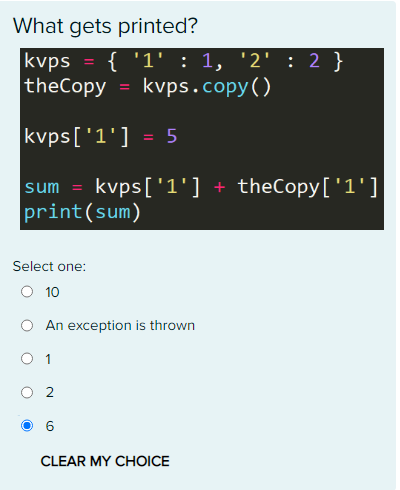 What gets printed?
kvps = { '1' : 1, '2' : 2 }
theCopy = kvps.copy()
kvps['1'] = 5
sum = kvps['1'] + theCopy['1']
print(sum)
Select one:
10
An exception is thrown
1
2
6
CLEAR MY CHOICE